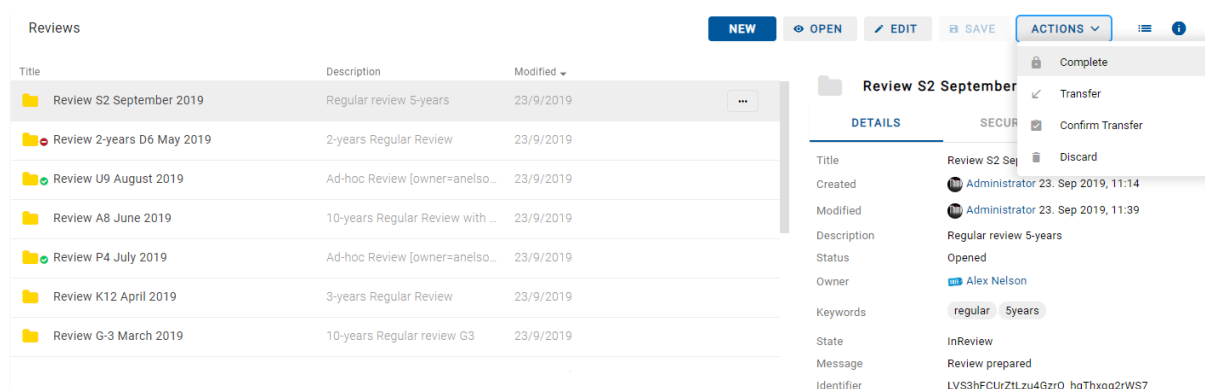 Reviews
NEW
OPEN
EDIT
SAVE
ACTIONS
Complete
Transfer
Confirm Transfer
Discard
Title Description Modified
Review S2 September 2019 Regular review 5-years 23/9/2019 ...
Review 2-years D6 May 2019 2-years Regular Review 23/9/2019
Review U9 August 2019 Ad-hoc Review [owner=anelso... 23/9/2019
Review A8 June 2019 10-years Regular Review with ... 23/9/2019
Review P4 July 2019 Ad-hoc Review [owner=anelso... 23/9/2019
Review K12 April 2019 3-years Regular Review 23/9/2019
Review G-3 March 2019 10-years Regular review G3 23/9/2019
Review S2 September
DETAILS SECUR
Title Review S2 Sep
Created Administrator 23. Sep 2019, 11:14
Modified Administrator 23. Sep 2019, 11:39
Description Regular review 5-years
Status Opened
Owner Alex Nelson
Keywords regular 5years
State InReview
Message Review prepared
Identifier